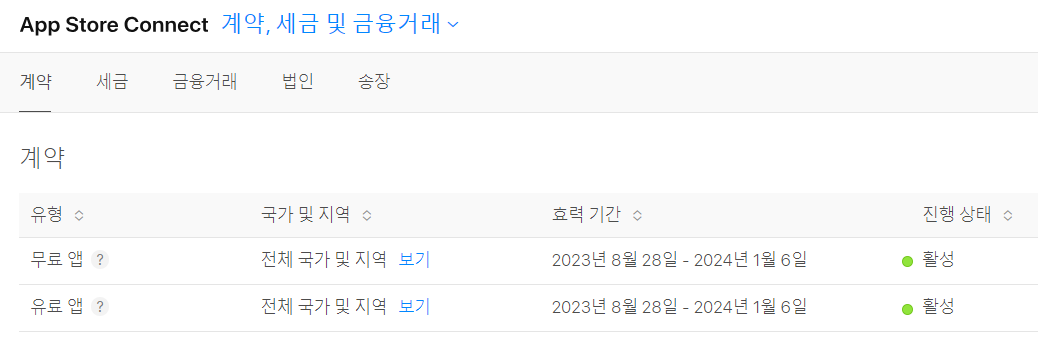 App Store Connect 계약, 세금 및 금융거래
계약 세금 금융거래 법인 송장
계약
유형 국가 및 지역 효력 기간 진행 상태
무료 앱 ? 전체 국가 및 지역 보기 2023년 8월 28일 - 2024년 1월 6일 활성
유료 앱 ? 전체 국가 및 지역 보기 2023년 8월 28일 - 2024년 1월 6일 활성